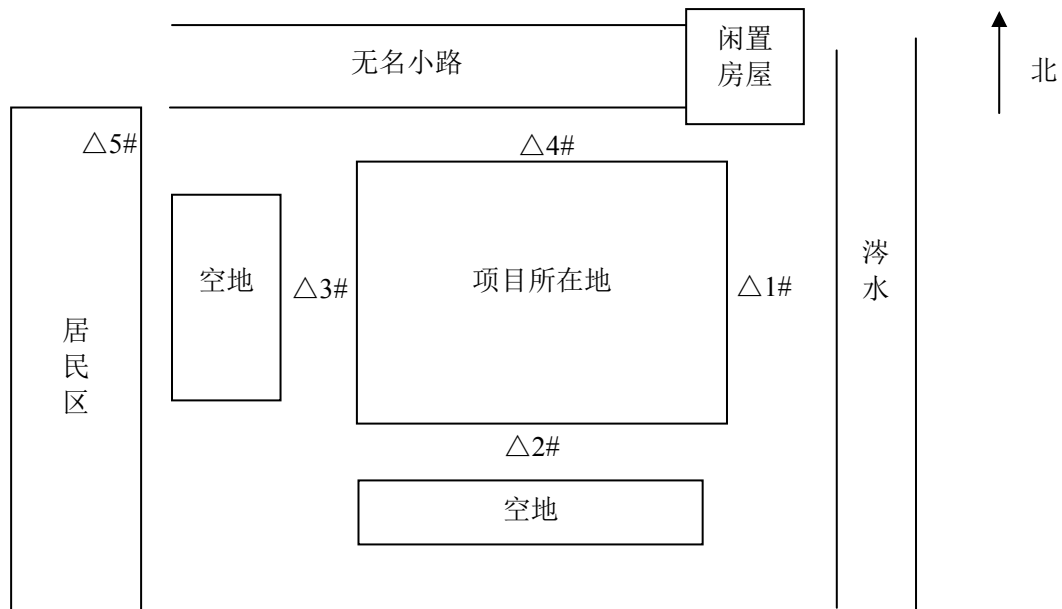 无名小路
闲置
房屋
北
△5#
△4#
空地
△3#
项目所在地
△1#
涔
水
居
民
区
△2#
空地